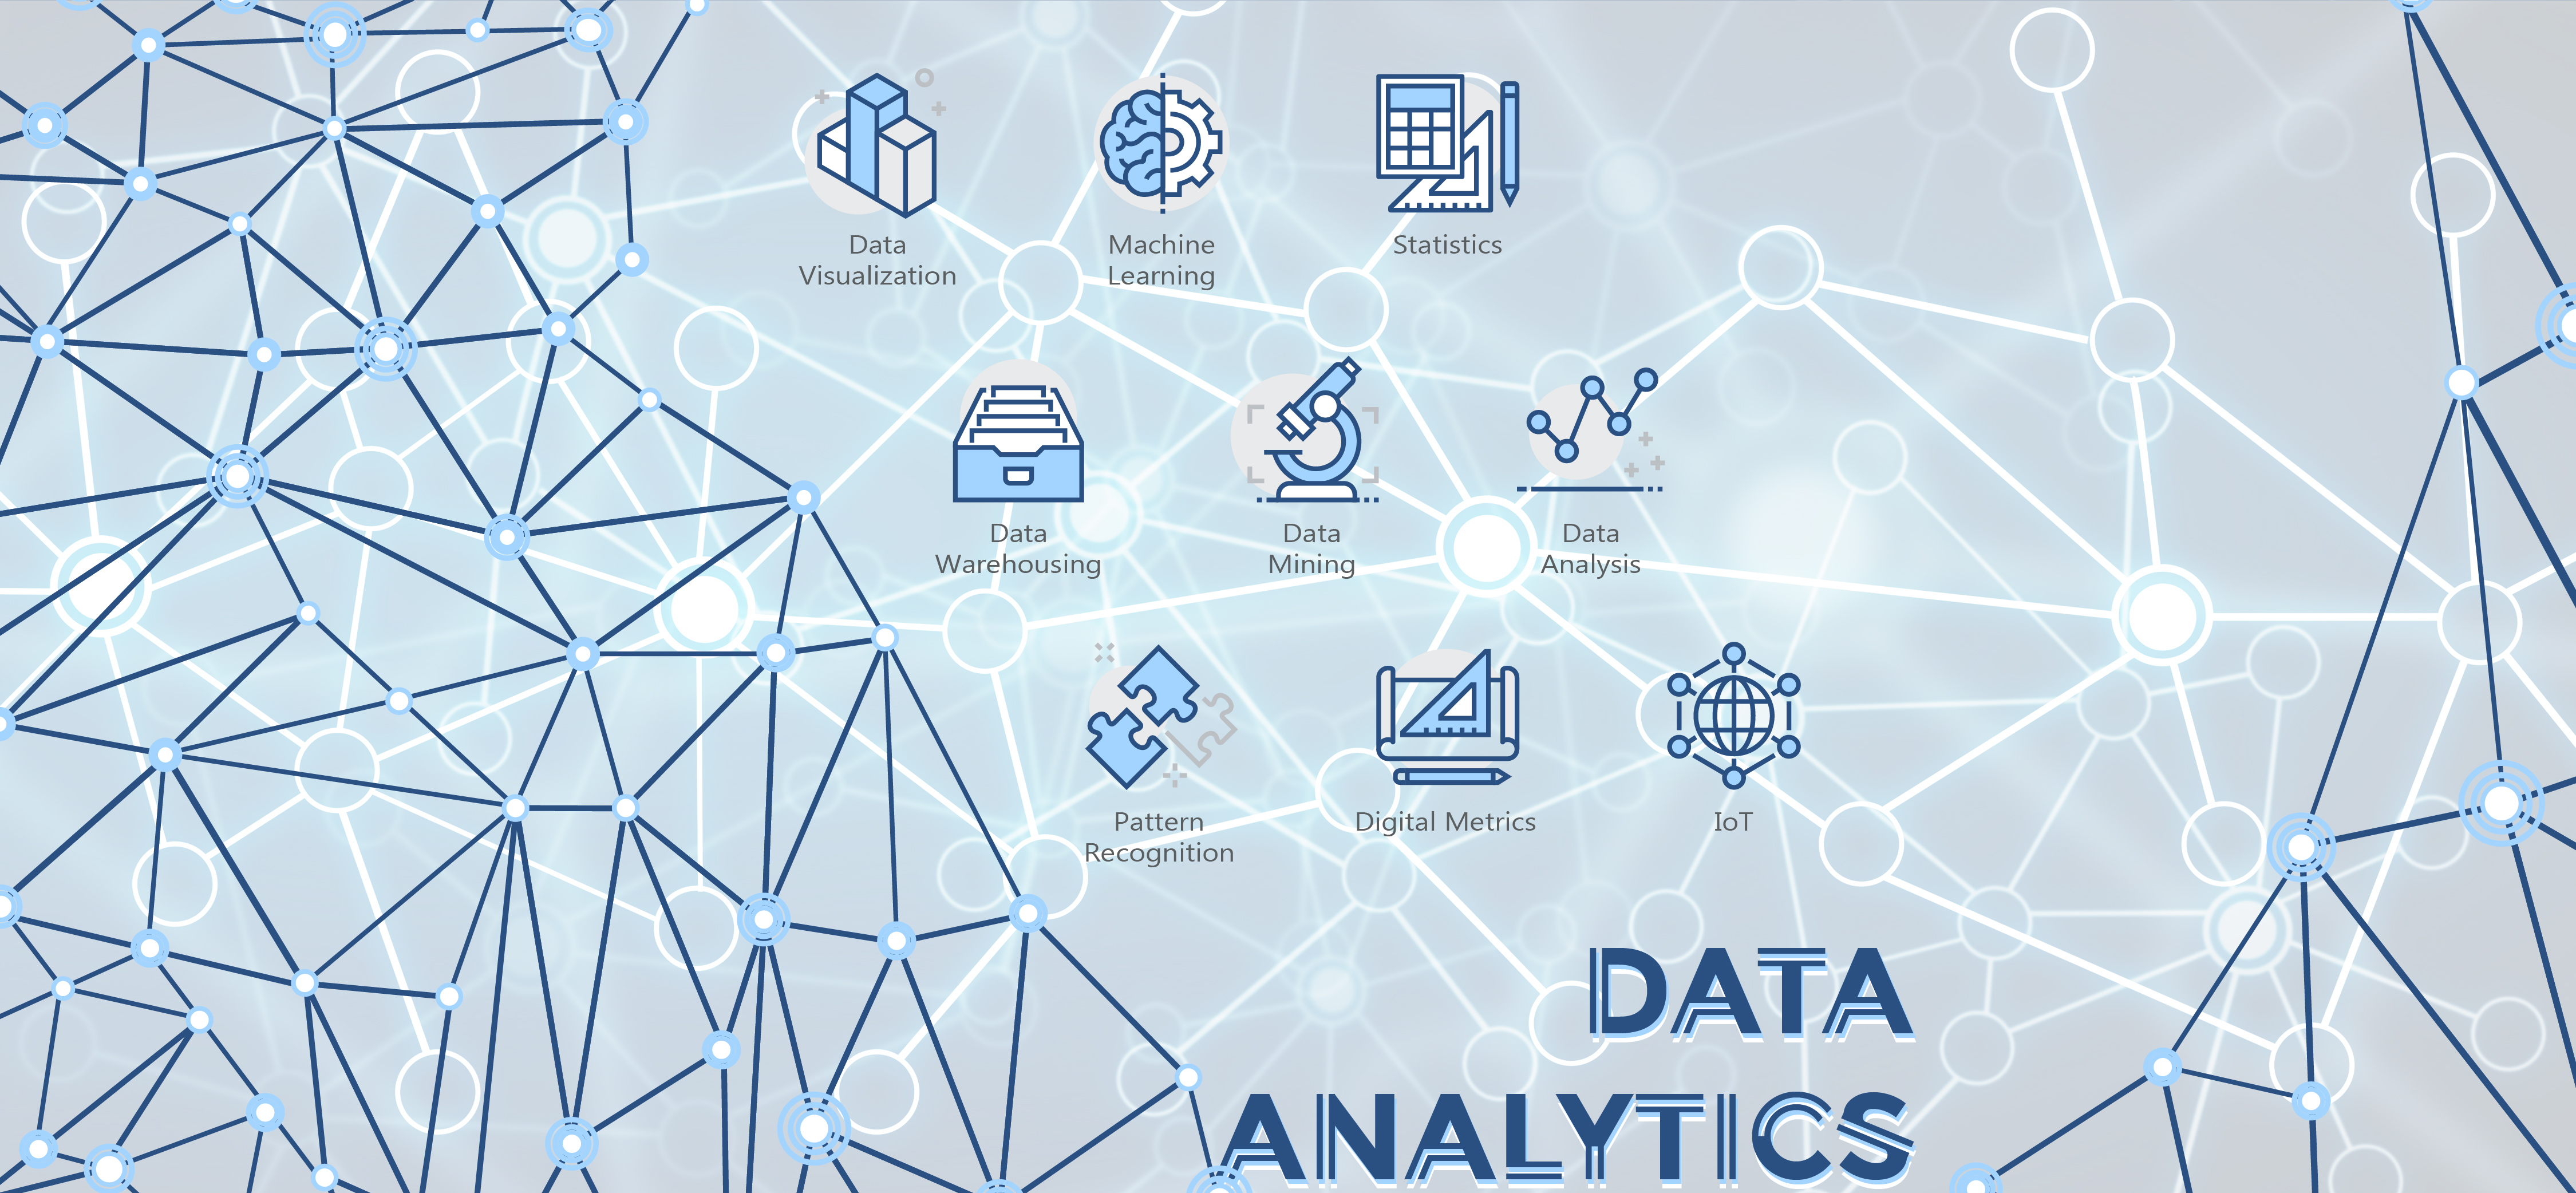 Data
Visualization
Machine
Learning
Statistics
Data
Warehousing
Data
Mining
Data
Analysis
Pattern
Recognition
Digital Metrics
IoT
DATA
ANALYTICS